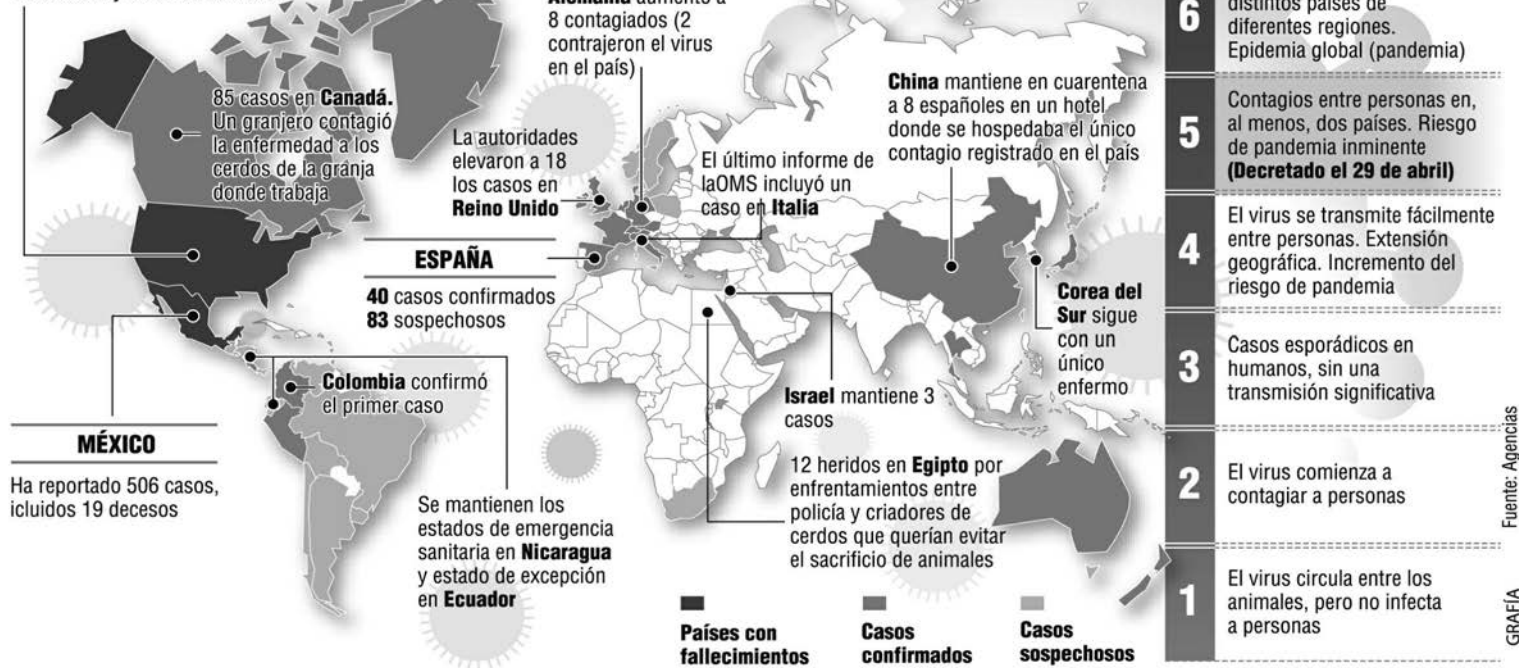 Alemania aumentó a
8 contagiados (2
contrajeron el virus
en el país)
85 casos en Canadá.
Un granjero contagió
la enfermedad a los
cerdos de la granja
donde trabaja
La autoridades
elevaron a 18
los casos en
Reino Unido
El último informe de
laOMS incluyó un
caso en Italia
China mantiene en cuarentena
a 8 españoles en un hotel
donde se hospedaba el único
contagio registrado en el país
ESPAÑA
40 casos confirmados
83 sospechosos
Corea del
Sur sigue
con un
único
enfermo
Colombia confirmó
el primer caso
Israel mantiene 3
casos
MÉXICO
Ha reportado 506 casos,
icluidos 19 decesos
Se mantienen los
estados de emergencia
sanitaria en Nicaragua
y estado de excepción
en Ecuador
12 heridos en Egipto por
enfrentamientos entre
policía y criadores de
cerdos que querían evitar
el sacrificio de animales
Países con
fallecimientos
Casos
confirmados
Casos
sospechosos
6
distintos países de
diferentes regiones.
Epidemia global (pandemia)
5
Contagios entre personas en,
al menos, dos países. Riesgo
de pandemia inminente
(Decretado el 29 de abril)
4
El virus se transmite fácilmente
entre personas. Extensión
geográfica. Incremento del
riesgo de pandemia
3
Casos esporádicos en
humanos, sin una
transmisión significativa
2
El virus comienza a
contagiar a personas
1
El virus circula entre los
animales, pero no infecta
a personas
Fuente: Agencias
GRAFÍA